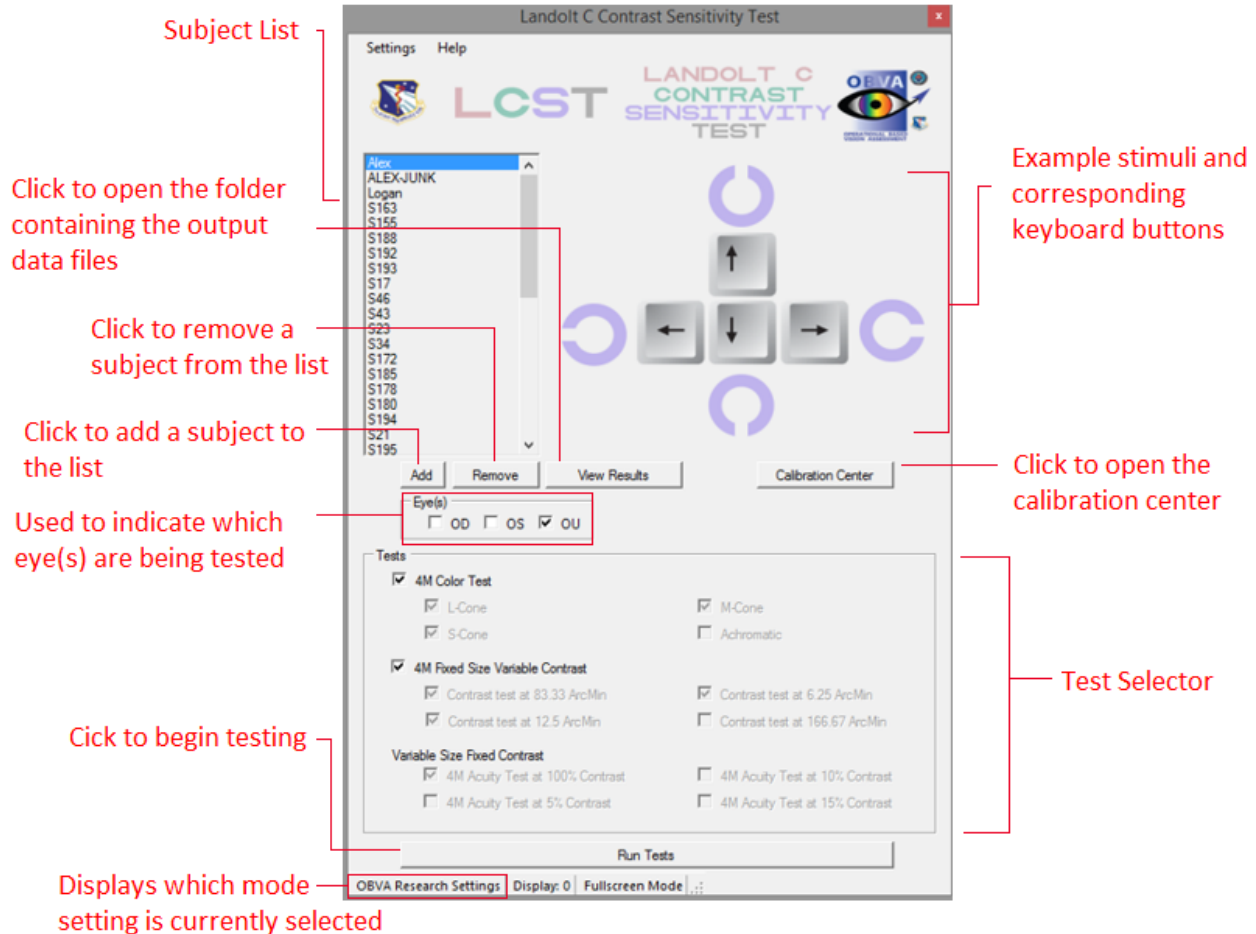 Landolt C Contrast Sensitivity Test
x
Subject List
Settings Help
LCST
LANDOLT C
CONTRAST
SENSITIVITY
TEST
OBVA
OPERATIONAL BASED
VISION ASSESSMENT
Alex
ALEX-JUNK
Logan
S163
S155
S188
S192
S193
S17
S46
S43
S23
S34
S172
S185
S178
S180
S194
S21
S195
Click to open the folder
containing the output
data files
Click to remove a
subject from the list
Click to add a subject to
the list
Example stimuli and
corresponding
keyboard buttons
Add Remove View Results Calibration Center
Click to open the
calibration center
Used to indicate which
eye(s) are being tested
Eye(s)
OD OS OU
Tests
4M Color Test
L-Cone M-Cone
S-Cone Achromatic
4M Fixed Size Variable Contrast
Contrast test at 83.33 ArcMin Contrast test at 6.25 ArcMin
Contrast test at 12.5 ArcMin Contrast test at 166.67 ArcMin
Test Selector
Cick to begin testing
Variable Size Fixed Contrast
4M Acuity Test at 100% Contrast 4M Acuity Test at 10% Contrast
4M Acuity Test at 5% Contrast 4M Acuity Test at 15% Contrast
Run Tests
Displays which mode
setting is currently selected
OBVA Research Settings Display: 0 Fullscreen Mode